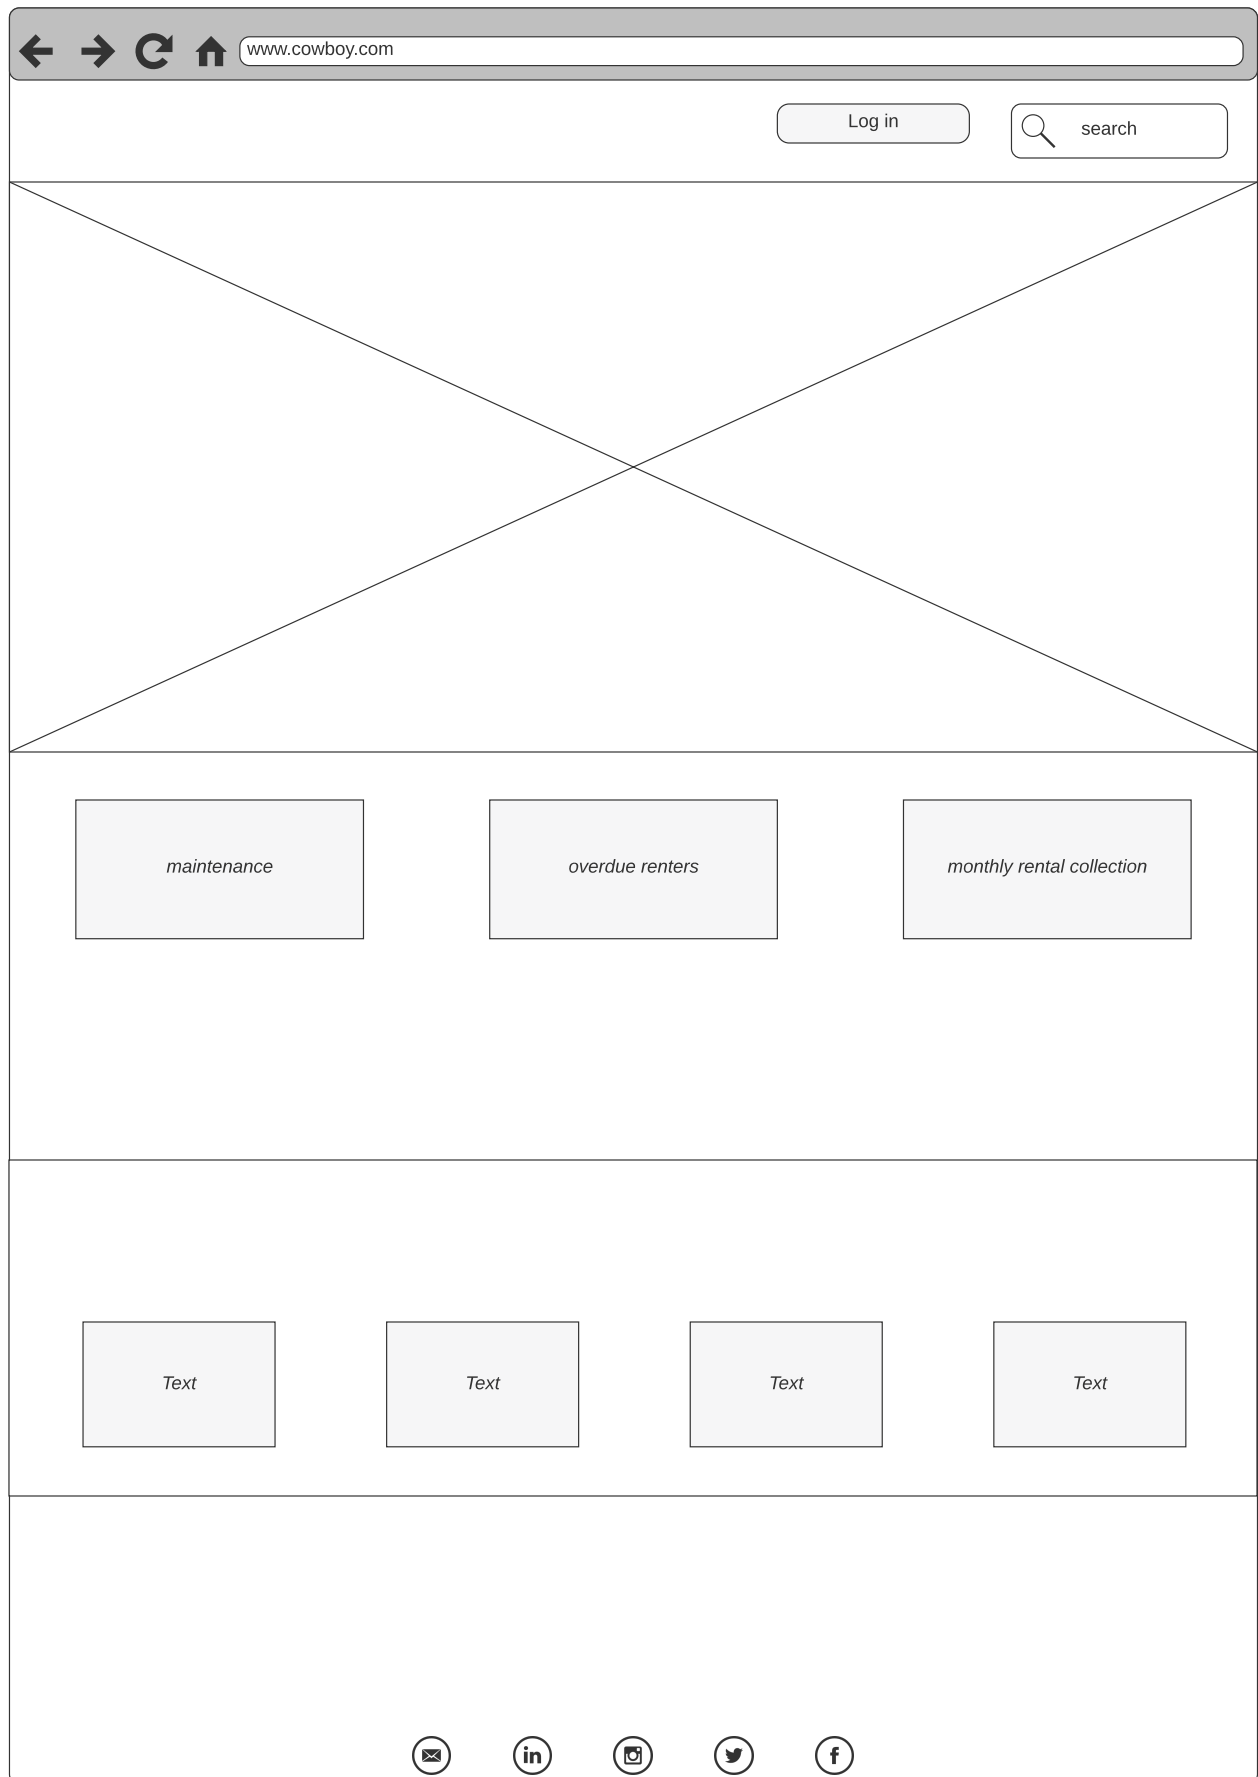 www.cowboy.com
Log in
search
maintenance
overdue renters
monthly rental collection
Text
Text
Text
Text